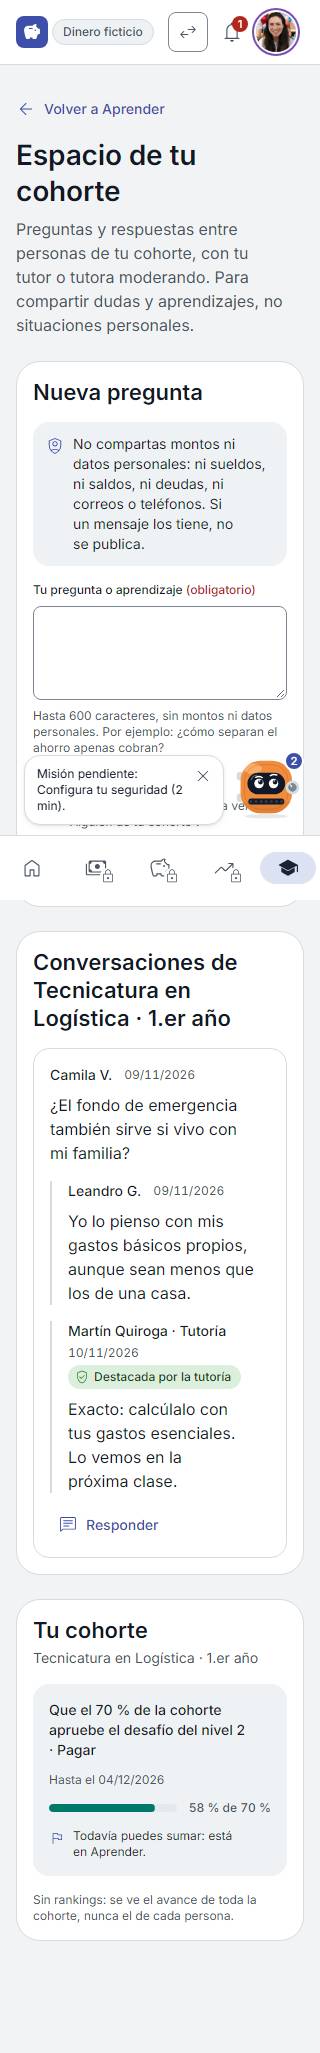 Dinero ficticio
1
Volver a Aprender
Espacio de tu
cohorte
Preguntas y respuestas entre
personas de tu cohorte, con tu
tutor o tutora moderando. Para
compartir dudas y aprendizajes, no
situaciones personales.
Nueva pregunta
No compartas montos ni
datos personales: ni sueldos,
ni saldos, ni deudas, ni
correos o teléfonos. Si
un mensaje los tiene, no
se publica.
Tu pregunta o aprendizaje (obligatorio)
Hasta 600 caracteres, sin montos ni datos
personales. Por ejemplo: ¿cómo separan el
ahorro apenas cobran?
2
Misión pendiente:
Configura tu seguridad (2
min).
Conversaciones de
Tecnicatura en
Logística · 1.er año
Camila V. 09/11/2026
¿El fondo de emergencia
también sirve si vivo con
mi familia?
Leandro G. 09/11/2026
Yo lo pienso con mis
gastos básicos propios,
aunque sean menos que
los de una casa.
Martín Quiroga · Tutoría
10/11/2026
Destacada por la tutoría
Exacto: calcúlalo con
tus gastos esenciales.
Lo vemos en la
próxima clase.
Responder
Tu cohorte
Tecnicatura en Logística · 1.er año
Que el 70 % de la cohorte
apruebe el desafío del nivel 2
· Pagar
Hasta el 04/12/2026
58 % de 70 %
Todavía puedes sumar: está
en Aprender.
Sin rankings: se ve el avance de toda la
cohorte, nunca el de cada persona.